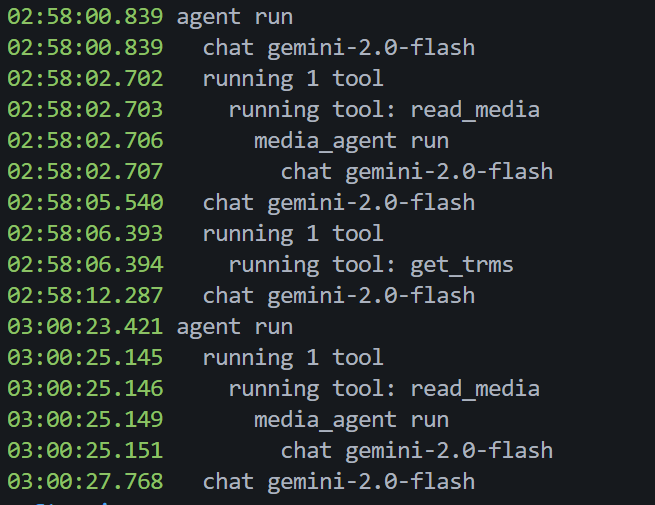 02:58:00.839 agent run
02:58:00.839   chat gemini-2.0-flash
02:58:02.702   running 1 tool
02:58:02.703     running tool: read_media
02:58:02.706       media_agent run
02:58:02.707         chat gemini-2.0-flash
02:58:05.540   chat gemini-2.0-flash
02:58:06.393   running 1 tool
02:58:06.394     running tool: get_trms
02:58:12.287   chat gemini-2.0-flash
03:00:23.421 agent run
03:00:25.145   running 1 tool
03:00:25.146     running tool: read_media
03:00:25.149       media_agent run
03:00:25.151         chat gemini-2.0-flash
03:00:27.768   chat gemini-2.0-flash